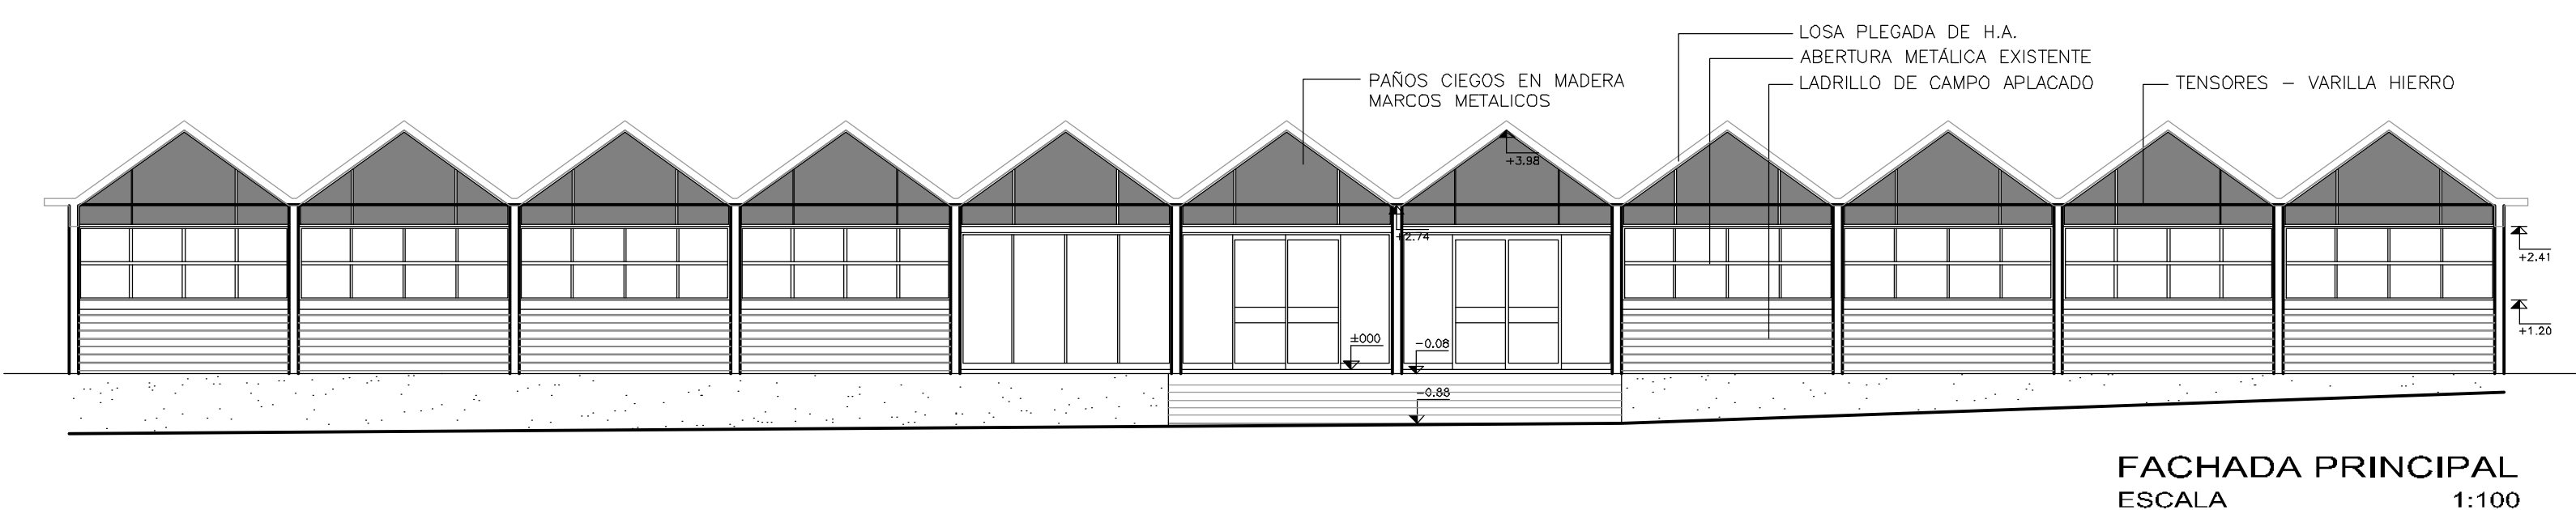 LOSA PLEGADA DE H.A.
ABERTURA METÁLICA EXISTENTE
PAÑOS CIEGOS EN MADERA
MARCOS METALICOS
LADRILLO DE CAMPO APLACADO
TENSORES - VARILLA HIERRO
+3.98
+2.74
+2.41
+1.20
±000
-0.08
-0.88
FACHADA PRINCIPAL
ESCALA 1:100